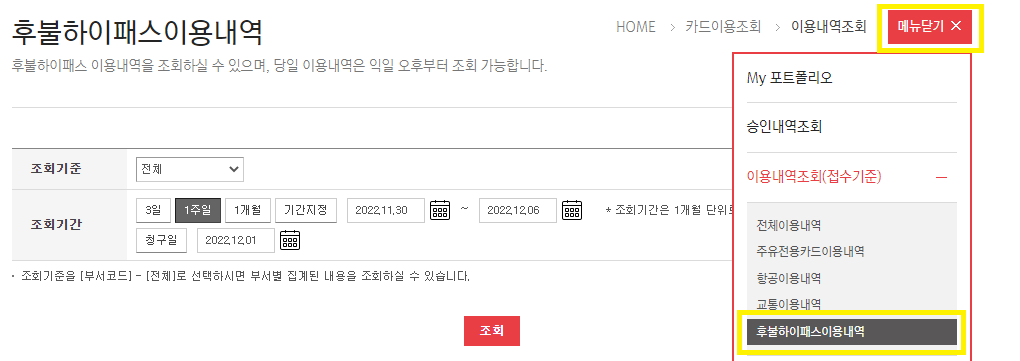 후불하이패스이용내역
HOME > 카드이용조회 > 이용내역조회
메뉴닫기 ×
후불하이패스 이용내역을 조회하실 수 있으며, 당일 이용내역은 익일 오후부터 조회 가능합니다.
My 포트폴리오
승인내역조회
이용내역조회(접수기준) —
전체이용내역
주유전용카드이용내역
항공이용내역
교통이용내역
후불하이패스이용내역
조회기준 전체
조회기간 3일 1주일 1개월 기간지정 2022.11.30 ~ 2022.12.06 * 조회기간은 1개월 단위로
청구일 2022.12.01
· 조회기준을 [부서코드] - [전체]로 선택하시면 부서별 집계된 내용을 조회하실 수 있습니다.
조회